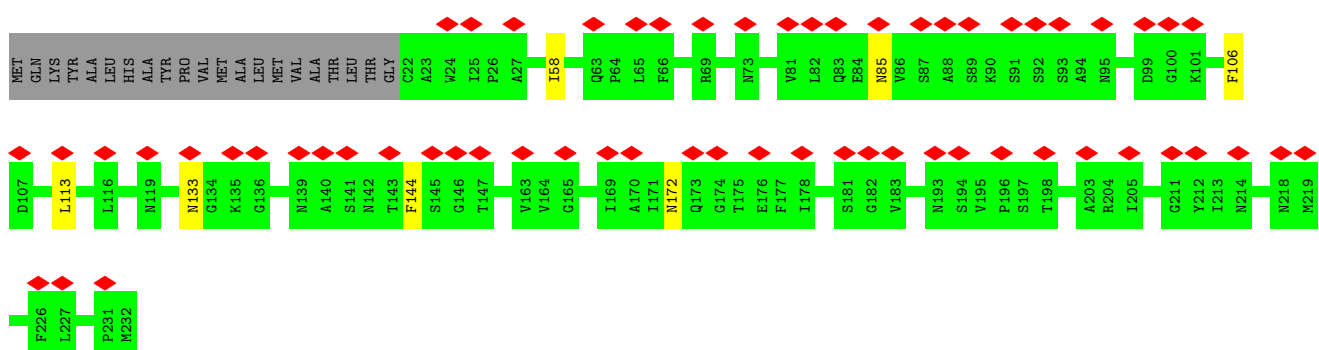 MET GLN LYS TYR ALA LEU HIS ALA TYR PRO VAL MET ALA LEU MET VAL ALA THR LEU THR GLY C22 A23 W24 I25 P26 A27 I58 Q63 P64 L65 F66 R69 N73 V81 L82 Q83 E84 N85 V86 S87 A88 S89 K90 S91 S92 S93 A94 N95 D99 G100 K101 F106
D107 L113 L116 N119 N133 G134 K135 G136 N139 A140 S141 N142 T143 F144 S145 G146 T147 V163 V164 G165 I169 A170 I171 N172 Q173 G174 T175 E176 F177 I178 S181 G182 V183 N193 S194 V195 P196 S197 T198 A203 R204 I205 G211 Y212 I213 N214 N218 M219
F226 L227 P231 M232